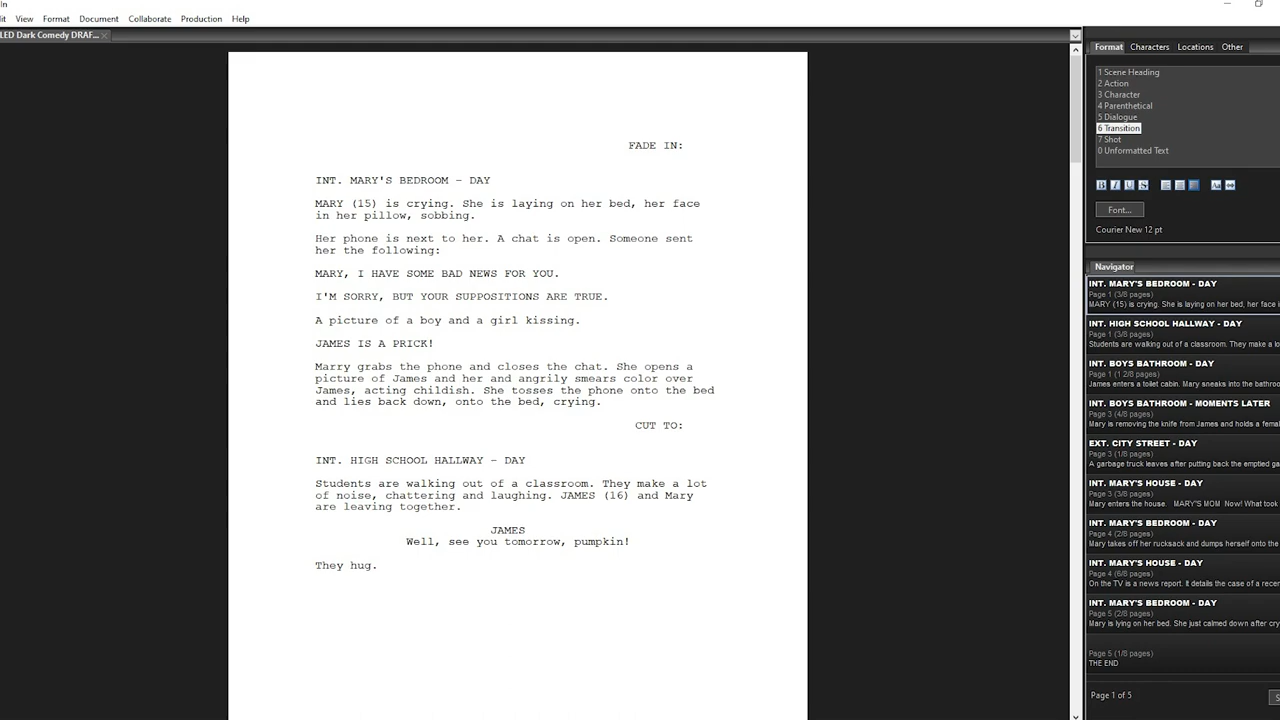 In
it View Format Document Collaborate Production Help
LED Dark Comedy DRAF...
FADE IN:
INT. MARY'S BEDROOM - DAY
MARY (15) is crying. She is laying on her bed, her face
in her pillow, sobbing.
Her phone is next to her. A chat is open. Someone sent
her the following:
MARY, I HAVE SOME BAD NEWS FOR YOU.
I'M SORRY, BUT YOUR SUPPOSITIONS ARE TRUE.
A picture of a boy and a girl kissing.
JAMES IS A PRICK!
Marry grabs the phone and closes the chat. She opens a
picture of James and her and angrily smears color over
James, acting childish. She tosses the phone onto the bed
and lies back down, onto the bed, crying.
CUT TO:
INT. HIGH SCHOOL HALLWAY - DAY
Students are walking out of a classroom. They make a lot
of noise, chattering and laughing. JAMES (16) and Mary
are leaving together.
JAMES
Well, see you tomorrow, pumpkin!
They hug.
Format Characters Locations Other
1 Scene Heading
2 Action
3 Character
4 Parenthetical
5 Dialogue
6 Transition
7 Shot
0 Unformatted Text
B I U S
Aa
Font...
Courier New 12 pt
Navigator
INT. MARY'S BEDROOM - DAY
Page 1 (3/8 pages)
MARY (15) is crying. She is laying on her bed, her face i
INT. HIGH SCHOOL HALLWAY - DAY
Page 1 (3/8 pages)
Students are walking out of a classroom. They make a lo
INT. BOYS BATHROOM - DAY
Page 1 (1 2/8 pages)
James enters a toilet cabin. Mary sneaks into the bathroo
INT. BOYS BATHROOM - MOMENTS LATER
Page 3 (4/8 pages)
Mary is removing the knife from James and holds a femal
EXT. CITY STREET - DAY
Page 3 (1/8 pages)
A garbage truck leaves after putting back the emptied ga
INT. MARY'S HOUSE - DAY
Page 3 (3/8 pages)
Mary enters the house. MARY'S MOM Now! What took
INT. MARY'S BEDROOM - DAY
Page 4 (2/8 pages)
Mary takes off her rucksack and dumps herself onto the
INT. MARY'S HOUSE - DAY
Page 4 (6/8 pages)
On the TV is a news report. It details the case of a recen
INT. MARY'S BEDROOM - DAY
Page 5 (2/8 pages)
Mary is lying on her bed. She just calmed down after cry
Page 5 (1/8 pages)
THE END
Page 1 of 5
S